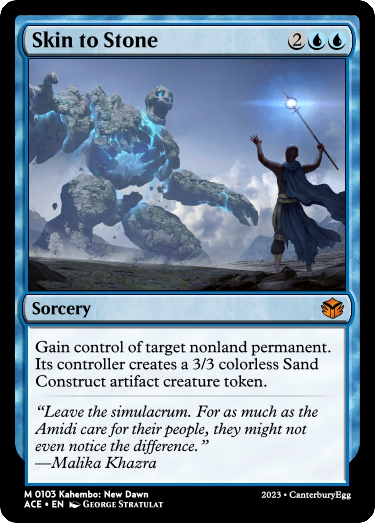 Skin to Stone 2
Sorcery
Gain control of target nonland permanent.
Its controller creates a 3/3 colorless Sand
Construct artifact creature token.
“Leave the simulacrum. For as much as the
Amidi care for their people, they might not
even notice the difference.”
—Malika Khazra
M 0103 Kahembo: New Dawn
ACE • EN George Stratulat
2023 • CanterburyEgg